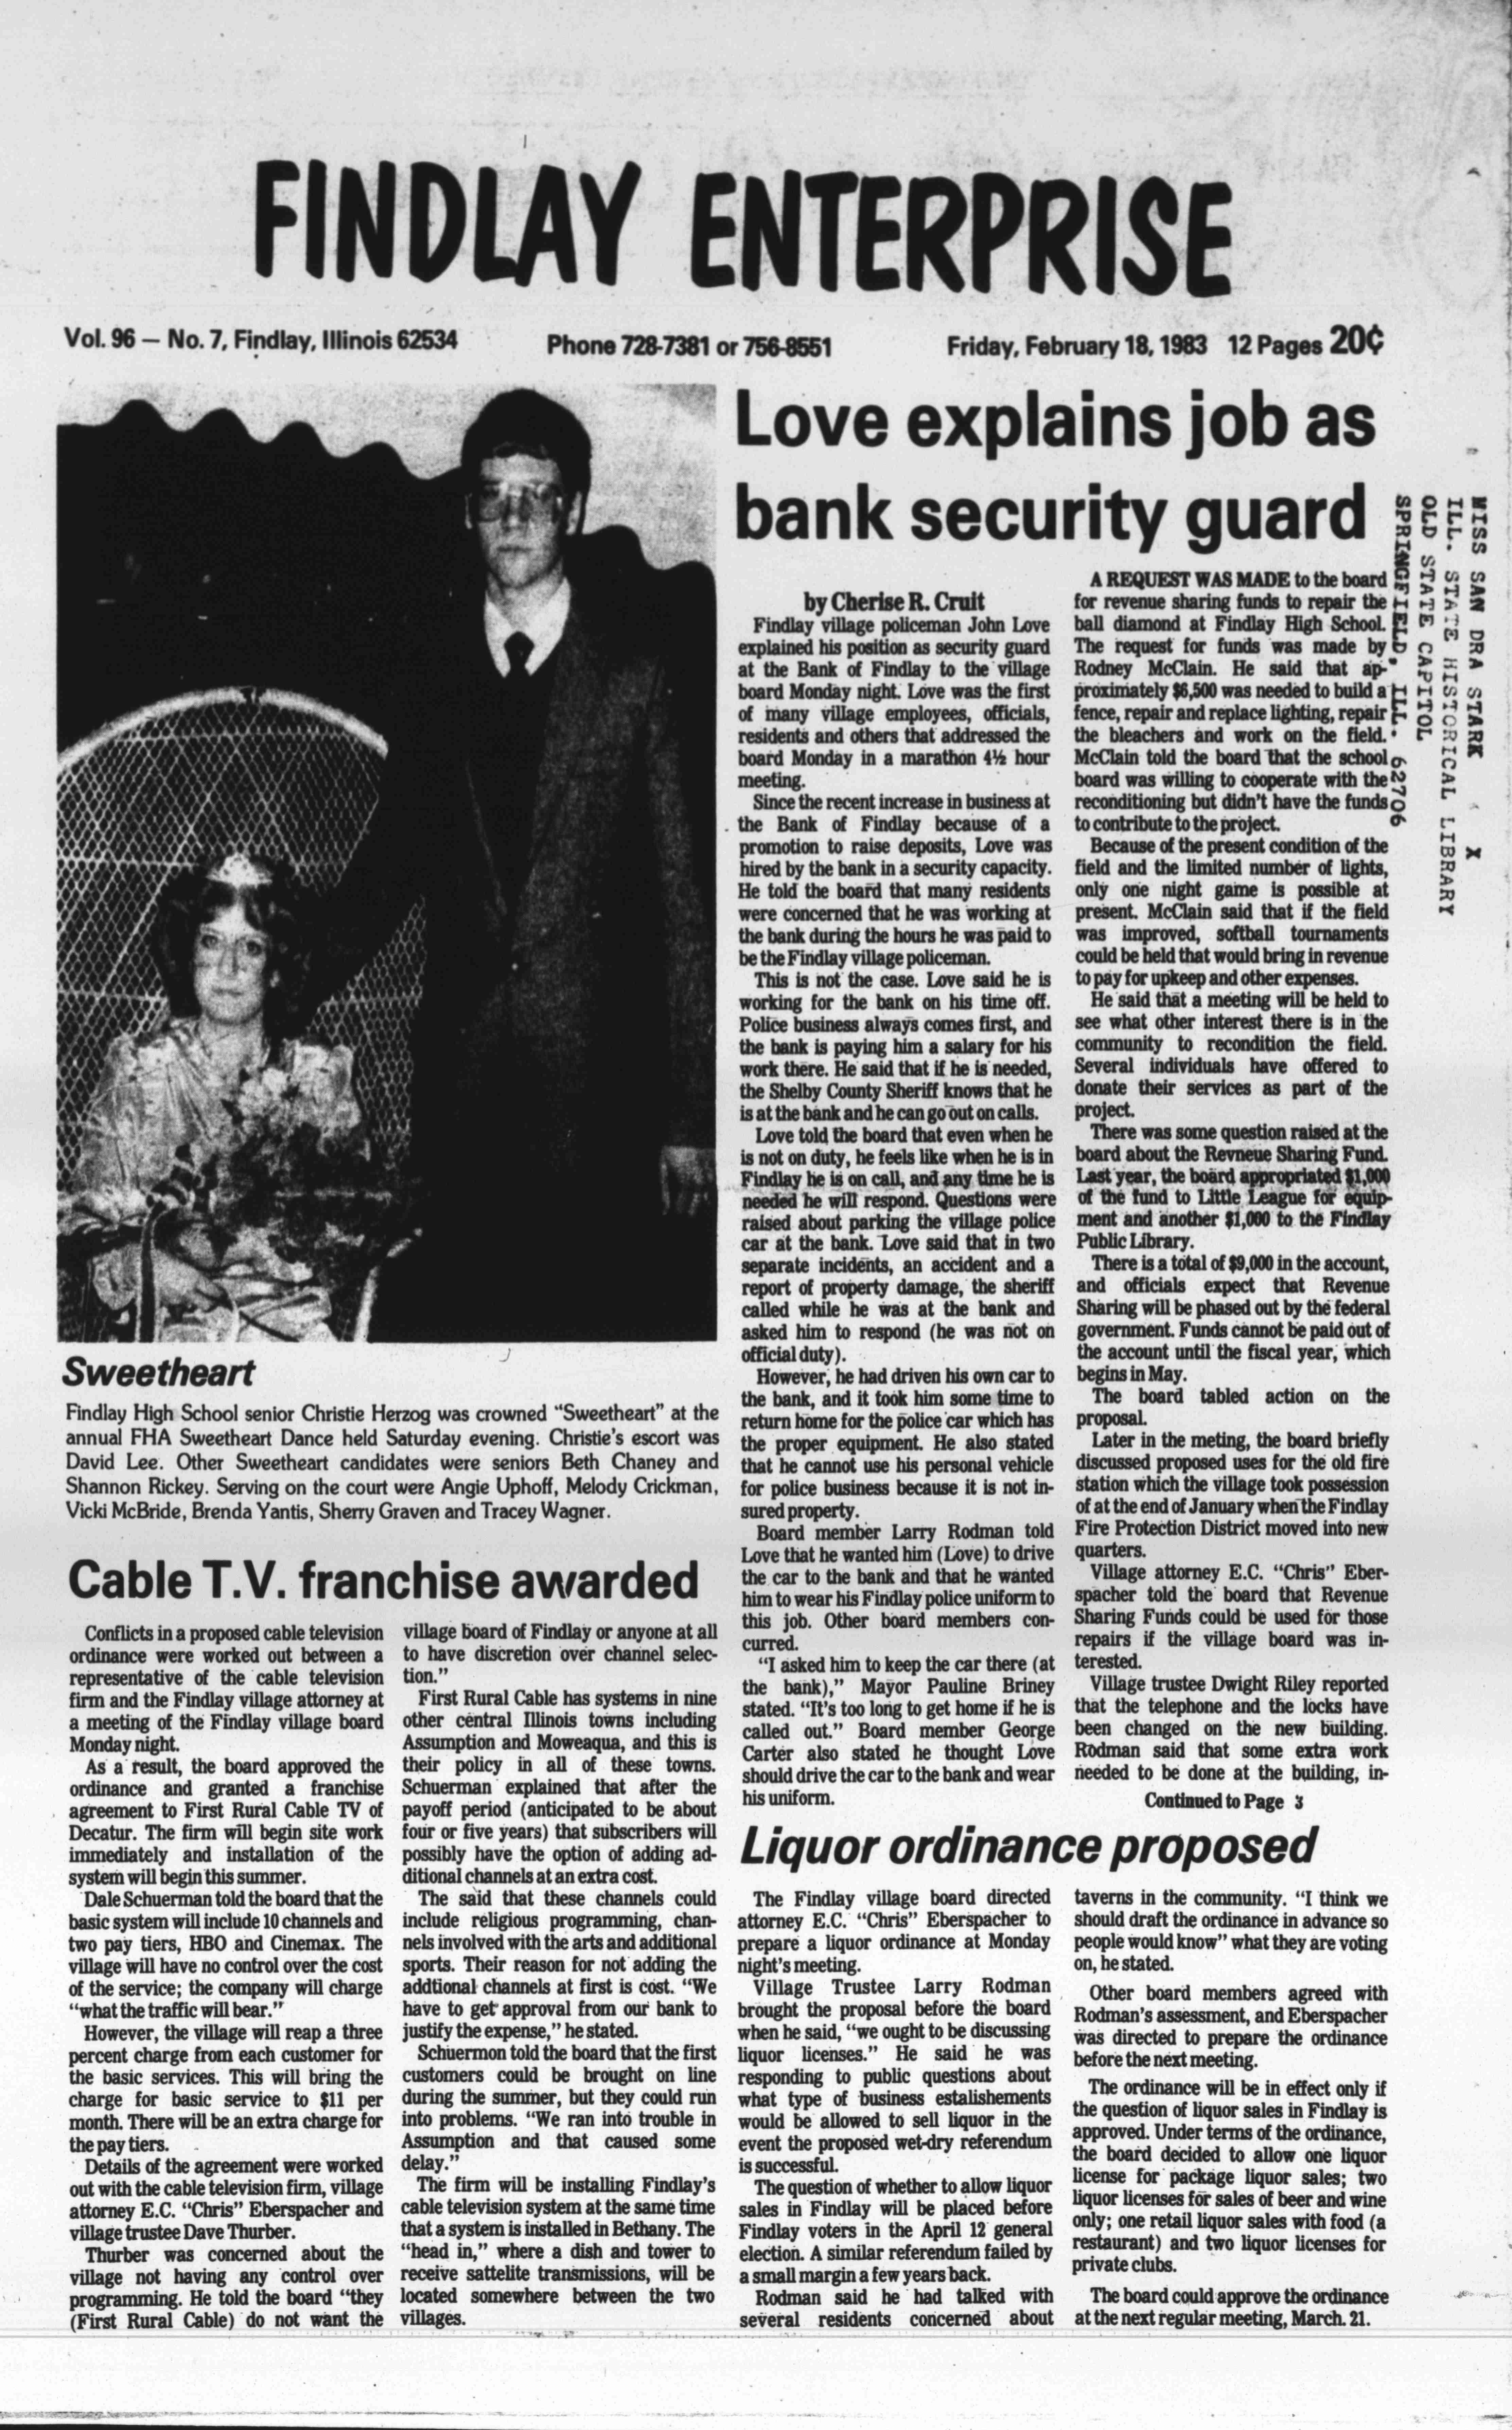 FINDLAY ENTERPRISE
Vol. 96 — No. 7, Findlay, Illinois 62534
Phone 728-7381 or 756-8551
Friday, February 18, 1983 12 Pages 20¢
Sweetheart
Findlay High School senior Christie Herzog was crowned "Sweetheart" at the
annual FHA Sweetheart Dance held Saturday evening. Christie's escort was
David Lee. Other Sweetheart candidates were seniors Beth Chaney and
Shannon Rickey. Serving on the court were Angie Uphoff, Melody Crickman,
Vicki McBride, Brenda Yantis, Sherry Graven and Tracey Wagner.
Love explains job as
bank security guard
by Cherise R. Cruit
Findlay village policeman John Love
explained his position as security guard
at the Bank of Findlay to the village
board Monday night. Love was the first
of many village employees, officials,
residents and others that addressed the
board Monday in a marathon 4½ hour
meeting.
Since the recent increase in business at
the Bank of Findlay because of a
promotion to raise deposits, Love was
hired by the bank in a security capacity.
He told the board that many residents
were concerned that he was working at
the bank during the hours he was paid to
be the Findlay village policeman.
This is not the case. Love said he is
working for the bank on his time off.
Police business always comes first, and
the bank is paying him a salary for his
work there. He said that if he is needed,
the Shelby County Sheriff knows that he
is at the bank and he can go out on calls.
Love told the board that even when he
is not on duty, he feels like when he is in
Findlay he is on call, and any time he is
needed he will respond. Questions were
raised about parking the village police
car at the bank. Love said that in two
separate incidents, an accident and a
report of property damage, the sheriff
called while he was at the bank and
asked him to respond (he was not on
official duty).
However, he had driven his own car to
the bank, and it took him some time to
return home for the police car which has
the proper equipment. He also stated
that he cannot use his personal vehicle
for police business because it is not in-
sured property.
Board member Larry Rodman told
Love that he wanted him (Love) to drive
the car to the bank and that he wanted
him to wear his Findlay police uniform to
this job. Other board members con-
curred.
"I asked him to keep the car there (at
the bank)," Mayor Pauline Briney
stated. "It's too long to get home if he is
called out." Board member George
Carter also stated he thought Love
should drive the car to the bank and wear
his uniform.
A REQUEST WAS MADE to the board
for revenue sharing funds to repair the
ball diamond at Findlay High School.
The request for funds was made by
Rodney McClain. He said that ap-
proximately $6,500 was needed to build a
fence, repair and replace lighting, repair
the bleachers and work on the field.
McClain told the board that the school
board was willing to cooperate with the
reconditioning but didn't have the funds
to contribute to the project.
Because of the present condition of the
field and the limited number of lights,
only one night game is possible at
present. McClain said that if the field
was improved, softball tournaments
could be held that would bring in revenue
to pay for upkeep and other expenses.
He said that a meeting will be held to
see what other interest there is in the
community to recondition the field.
Several individuals have offered to
donate their services as part of the
project.
There was some question raised at the
board about the Revneue Sharing Fund.
Last year, the board appropriated $1,000
of the fund to Little League for equip-
ment and another $1,000 to the Findlay
Public Library.
There is a total of $9,000 in the account,
and officials expect that Revenue
Sharing will be phased out by the federal
government. Funds cannot be paid out of
the account until the fiscal year, which
begins in May.
The board tabled action on the
proposal.
Later in the meting, the board briefly
discussed proposed uses for the old fire
station which the village took possession
of at the end of January when the Findlay
Fire Protection District moved into new
quarters.
Village attorney E.C. "Chris" Eber-
spacher told the board that Revenue
Sharing Funds could be used for those
repairs if the village board was in-
terested.
Village trustee Dwight Riley reported
that the telephone and the locks have
been changed on the new building.
Rodman said that some extra work
needed to be done at the building, in-
Continued to Page 3
MISS SAN DRA STARK X
ILL. STATE HISTORICAL LIBRARY
OLD STATE CAPITOL
SPRINGFIELD, ILL. 62706
Cable T.V. franchise awarded
Conflicts in a proposed cable television
ordinance were worked out between a
representative of the cable television
firm and the Findlay village attorney at
a meeting of the Findlay village board
Monday night.
As a result, the board approved the
ordinance and granted a franchise
agreement to First Rural Cable TV of
Decatur. The firm will begin site work
immediately and installation of the
system will begin this summer.
Dale Schuerman told the board that the
basic system will include 10 channels and
two pay tiers, HBO and Cinemax. The
village will have no control over the cost
of the service; the company will charge
"what the traffic will bear."
However, the village will reap a three
percent charge from each customer for
the basic services. This will bring the
charge for basic service to $11 per
month. There will be an extra charge for
the pay tiers.
Details of the agreement were worked
out with the cable television firm, village
attorney E.C. "Chris" Eberspacher and
village trustee Dave Thurber.
Thurber was concerned about the
village not having any control over
programming. He told the board "they
(First Rural Cable) do not want the
village board of Findlay or anyone at all
to have discretion over channel selec-
tion."
First Rural Cable has systems in nine
other central Illinois towns including
Assumption and Moweaqua, and this is
their policy in all of these towns.
Schuerman explained that after the
payoff period (anticipated to be about
four or five years) that subscribers will
possibly have the option of adding ad-
ditional channels at an extra cost.
The said that these channels could
include religious programming, chan-
nels involved with the arts and additional
sports. Their reason for not adding the
addtional channels at first is cost. "We
have to get approval from our bank to
justify the expense," he stated.
Schuermon told the board that the first
customers could be brought on line
during the summer, but they could run
into problems. "We ran into trouble in
Assumption and that caused some
delay."
The firm will be installing Findlay's
cable television system at the same time
that a system is installed in Bethany. The
"head in," where a dish and tower to
receive sattelite transmissions, will be
located somewhere between the two
villages.
Liquor ordinance proposed
The Findlay village board directed
attorney E.C. "Chris" Eberspacher to
prepare a liquor ordinance at Monday
night's meeting.
Village Trustee Larry Rodman
brought the proposal before the board
when he said, "we ought to be discussing
liquor licenses." He said he was
responding to public questions about
what type of business estalishements
would be allowed to sell liquor in the
event the proposed wet-dry referendum
is successful.
The question of whether to allow liquor
sales in Findlay will be placed before
Findlay voters in the April 12 general
election. A similar referendum failed by
a small margin a few years back.
Rodman said he had talked with
several residents concerned about
taverns in the community. "I think we
should draft the ordinance in advance so
people would know" what they are voting
on, he stated.
Other board members agreed with
Rodman's assessment, and Eberspacher
was directed to prepare the ordinance
before the next meeting.
The ordinance will be in effect only if
the question of liquor sales in Findlay is
approved. Under terms of the ordinance,
the board decided to allow one liquor
license for package liquor sales; two
liquor licenses for sales of beer and wine
only; one retail liquor sales with food (a
restaurant) and two liquor licenses for
private clubs.
The board could approve the ordinance
at the next regular meeting, March. 21.